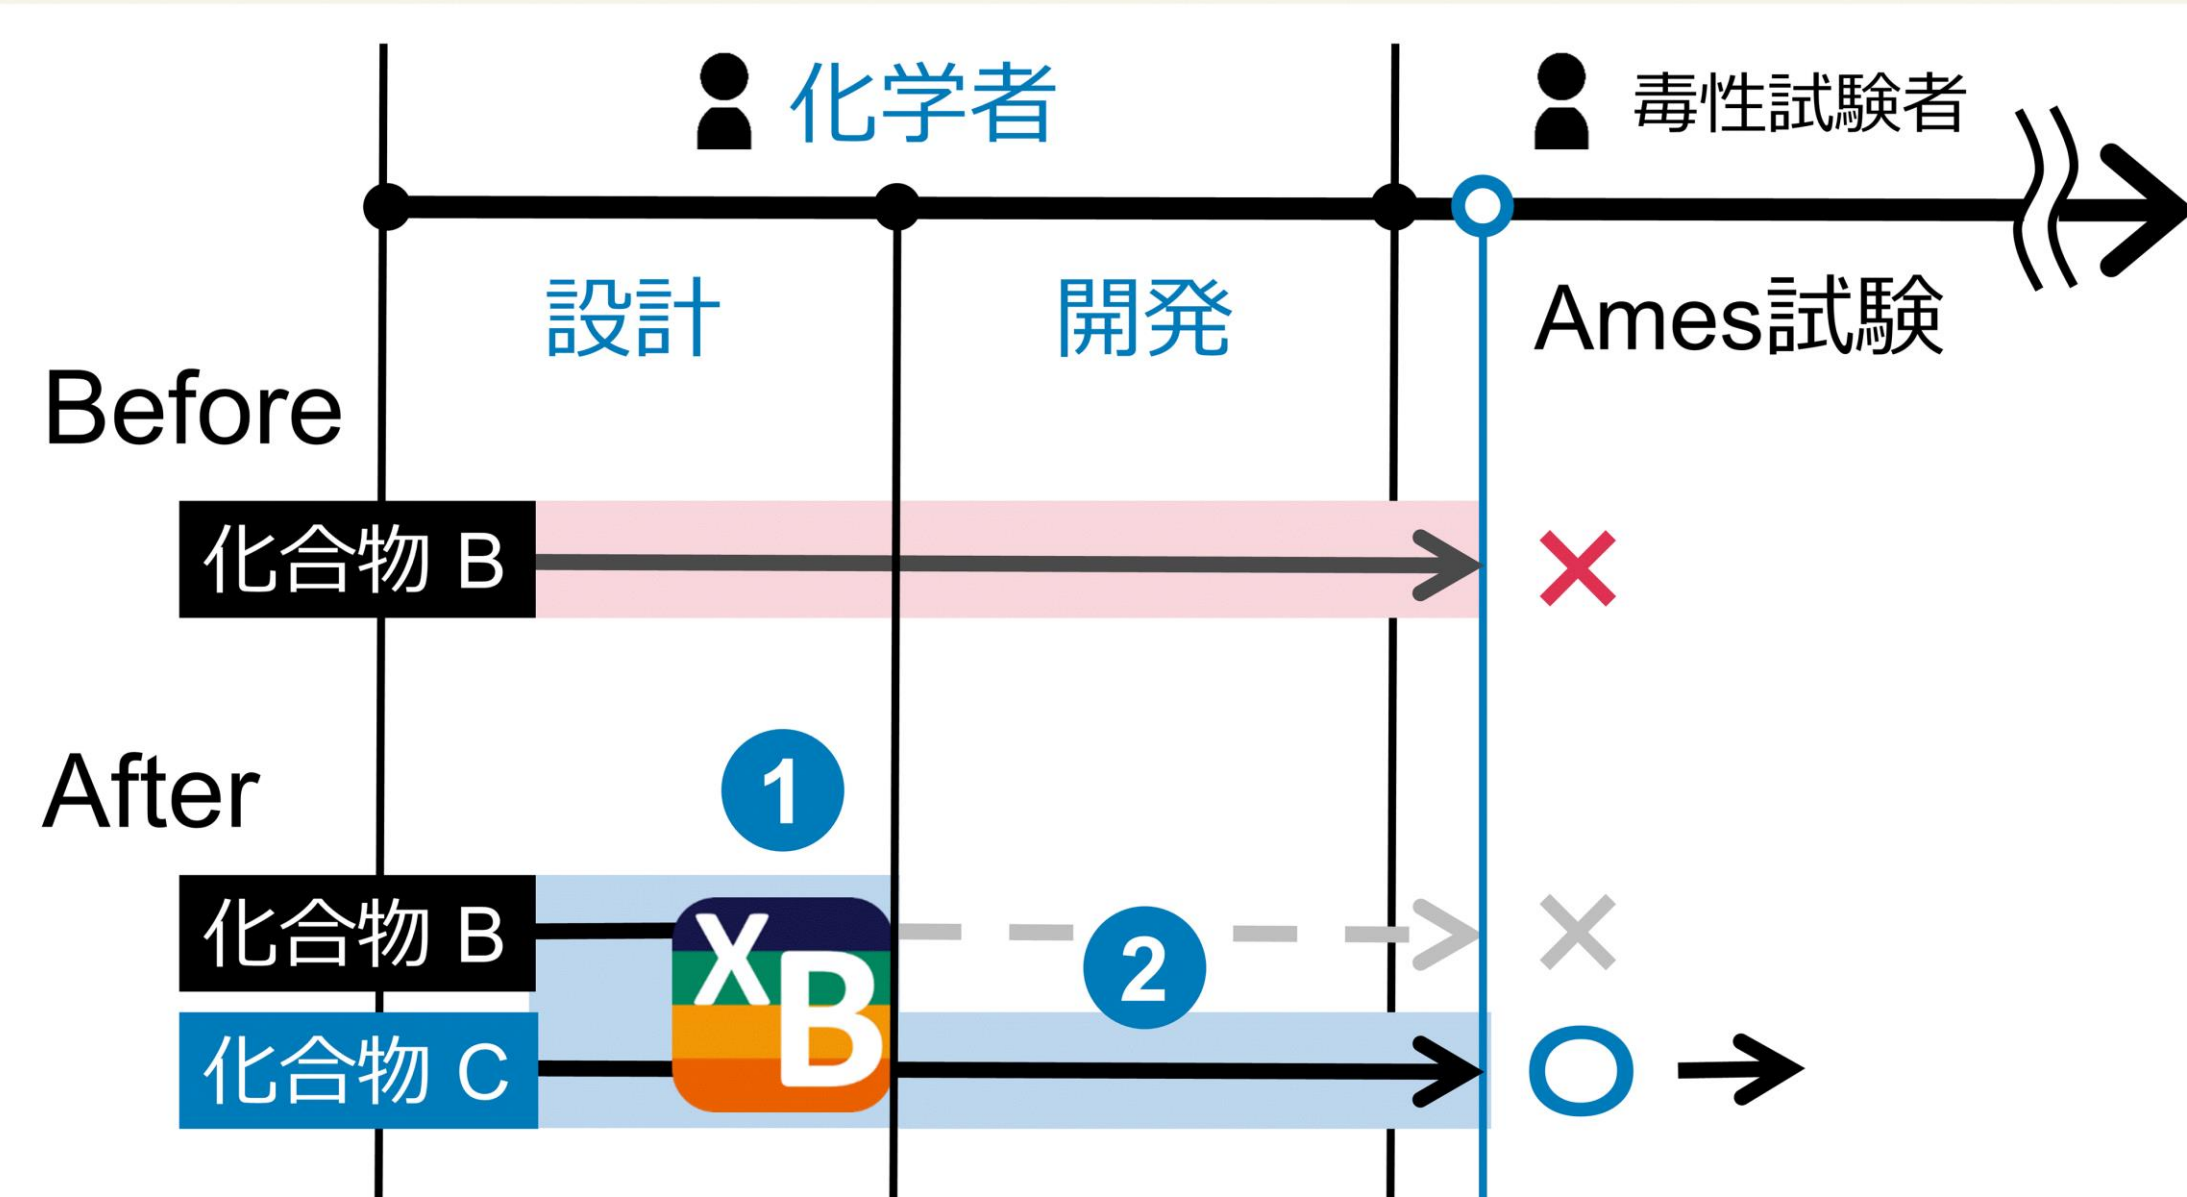 化学者
毒性試験者
設計
開発
Ames試験
Before
化合物 B
×
After
1
化合物 B
XB
2
×
化合物 C